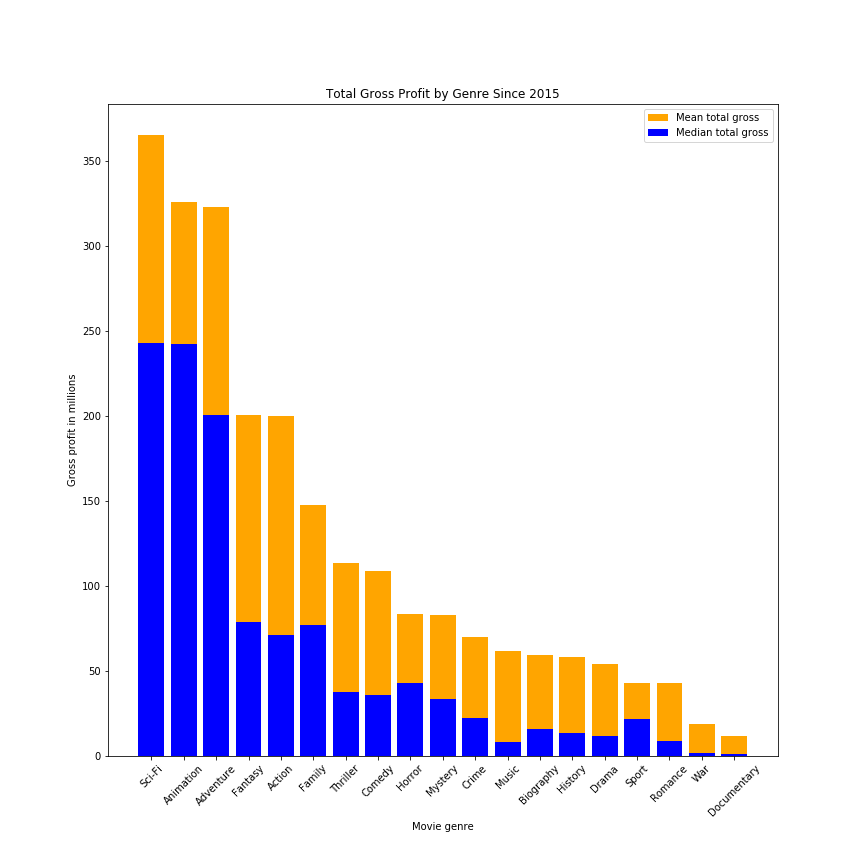 Total Gross Profit by Genre Since 2015
Mean total gross
Median total gross
Gross profit in millions
350
300
250
200
150
100
50
0
Sci-Fi
Animation
Adventure
Fantasy
Action
Family
Thriller
Comedy
Horror
Mystery
Crime
Music
Biography
History
Drama
Sport
Romance
War
Documentary
Movie genre